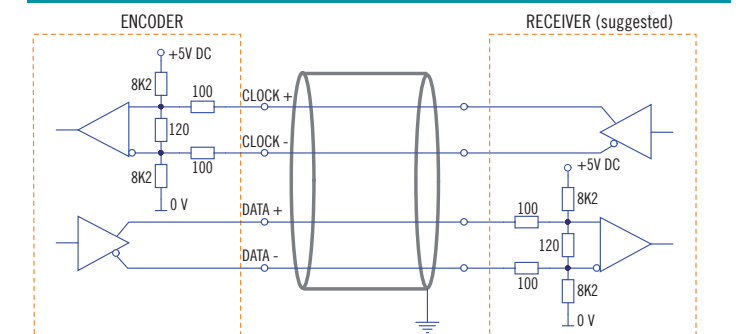 ENCODER
RECEIVER (suggested)
+5V DC
8K2
100
CLOCK +
120
CLOCK -
100
8K2
0 V
+5V DC
8K2
100
DATA +
120
DATA -
100
8K2
0 V